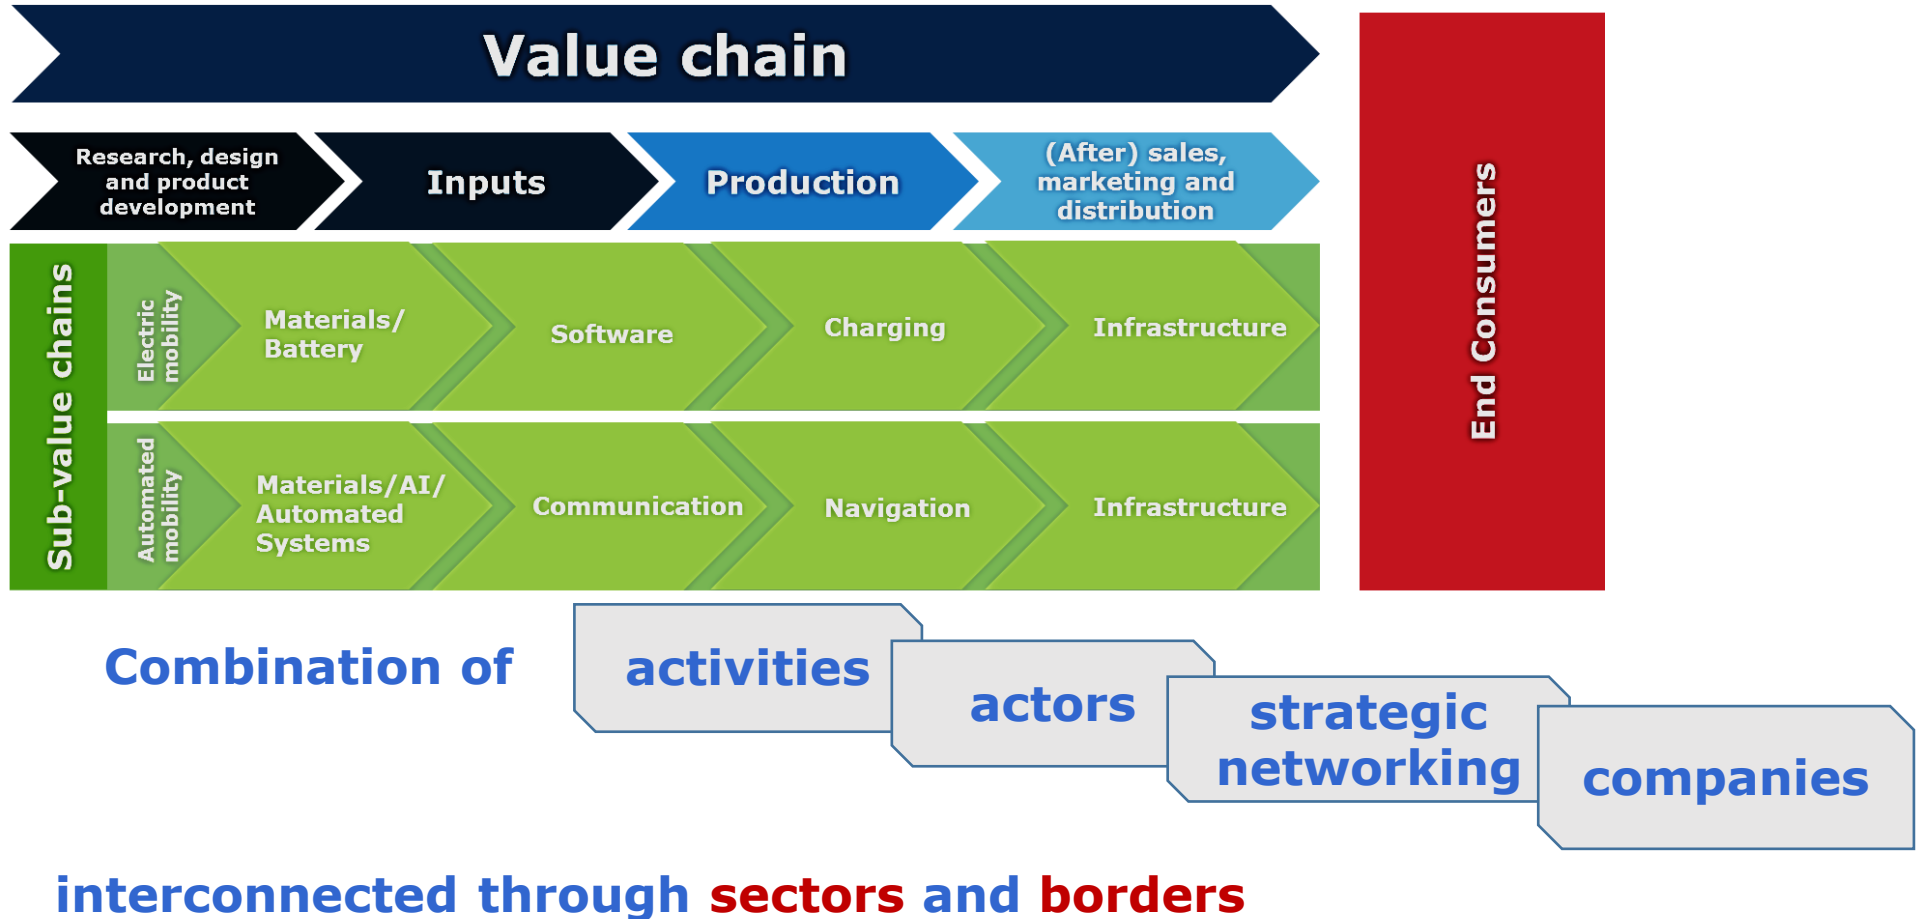 Value chain
Research, design
and product
development
Inputs
Production
(After) sales,
marketing and
distribution
End Consumers
Sub-value chains
Electric
mobility
Materials/
Battery
Software
Charging
Infrastructure
Automated
mobility
Materials/AI/
Automated
Systems
Communication
Navigation
Infrastructure
Combination of
activities
actors
strategic
networking
companies
interconnected through sectors and borders